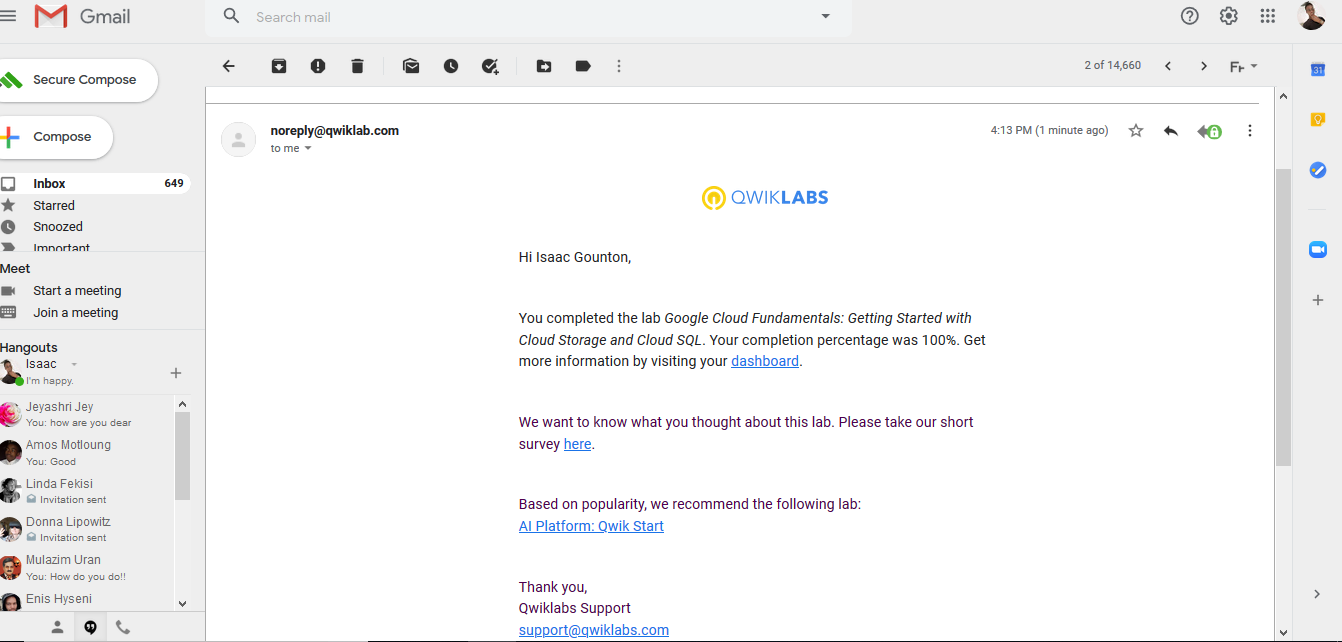 Gmail
Search mail
Secure Compose
2 of 14,660
Fr
31
Compose
noreply@qwiklab.com
4:13 PM (1 minute ago)
to me
Inbox 649
Starred
Snoozed
Important
QWIKLABS
Meet
Start a meeting
Join a meeting
Hi Isaac Gounton,
You completed the lab Google Cloud Fundamentals: Getting Started with
Cloud Storage and Cloud SQL. Your completion percentage was 100%. Get
more information by visiting your dashboard.
Hangouts
Isaac
I'm happy.
Jeyashri Jey
You: how are you dear
Amos Motloung
You: Good
Linda Fekisi
Invitation sent
Donna Lipowitz
Invitation sent
Mulazim Uran
You: How do you do!!
Enis Hyseni
We want to know what you thought about this lab. Please take our short
survey here.
Based on popularity, we recommend the following lab:
AI Platform: Qwik Start
Thank you,
Qwiklabs Support
support@qwiklabs.com